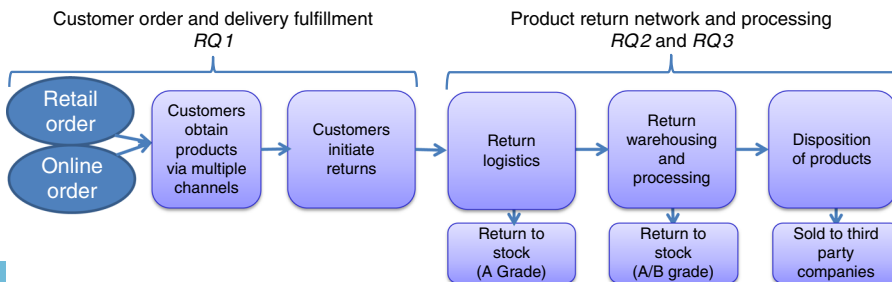 Customer order and delivery fulfillment
RQ1
Product return network and processing
RQ2 and RQ3
Retail
order
Online
order
Customers
obtain
products
via multiple
channels
Customers
initiate
returns
Return
logistics
Return
warehousing
and
processing
Disposition
of products
Return to
stock
(A Grade)
Return to
stock
(A/B grade)
Sold to third
party
companies